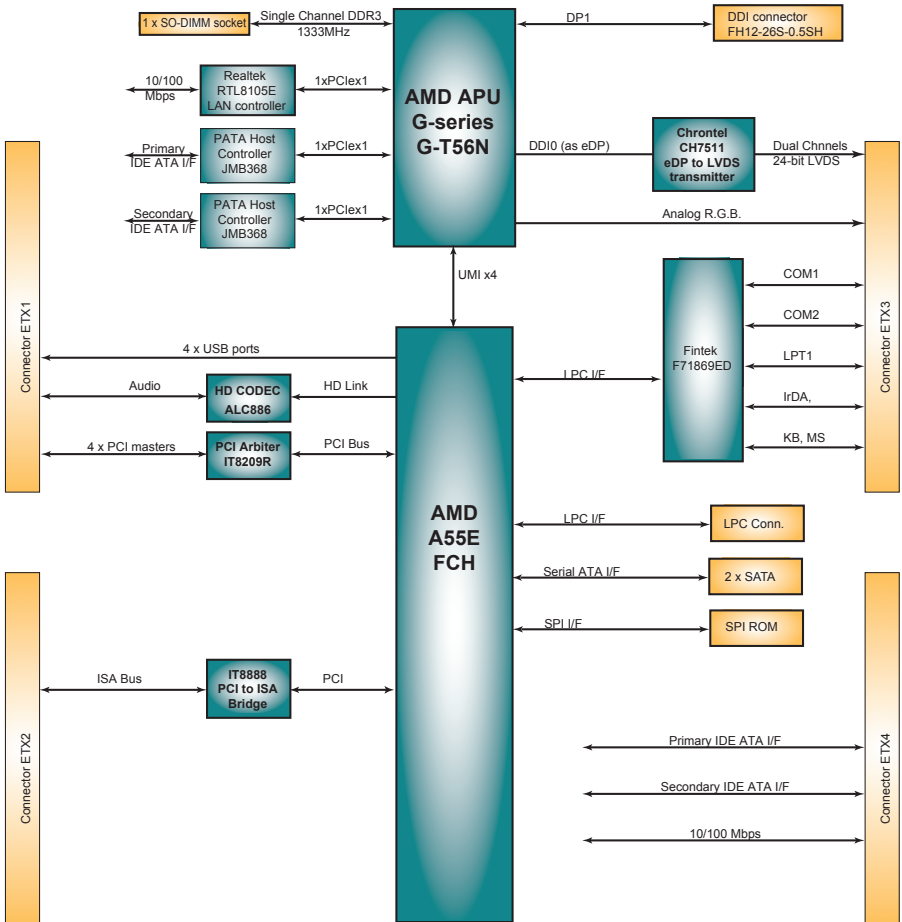 1 x SO-DIMM socket
Single Channel DDR3
1333MHz
DP1
DDI connector
FH12-26S-0.5SH
10/100
Mbps
Realtek
RTL8105E
LAN controller
1xPCIex1
AMD APU
G-series
G-T56N
Primary
IDE ATA I/F
PATA Host
Controller
JMB368
1xPCIex1
DDI0 (as eDP)
Chrontel
CH7511
eDP to LVDS
transmitter
Dual Chnnels
24-bit LVDS
Secondary
IDE ATA I/F
PATA Host
Controller
JMB368
1xPCIex1
Analog R.G.B.
UMI x4
Connector ETX1
4 x USB ports
Audio
HD CODEC
ALC886
HD Link
4 x PCI masters
PCI Arbiter
IT8209R
PCI Bus
LPC I/F
Fintek
F71869ED
COM1
COM2
LPT1
IrDA,
KB, MS
Connector ETX3
AMD
A55E
FCH
LPC I/F
LPC Conn.
Serial ATA I/F
2 x SATA
SPI I/F
SPI ROM
Connector ETX2
ISA Bus
IT8888
PCI to ISA
Bridge
PCI
Primary IDE ATA I/F
Secondary IDE ATA I/F
10/100 Mbps
Connector ETX4